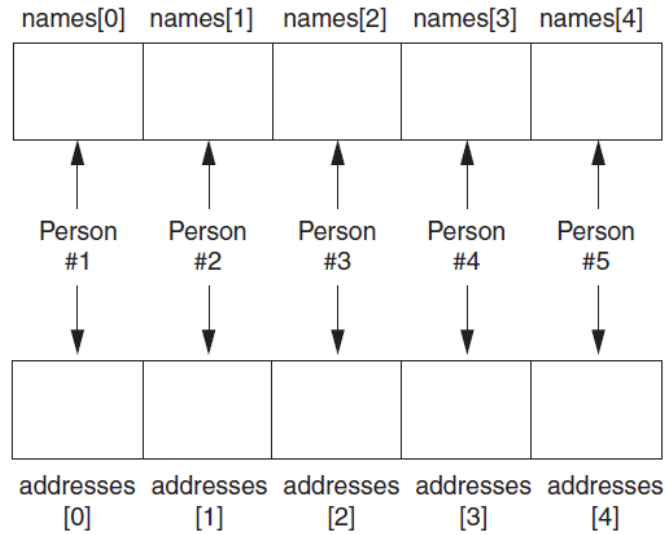 names[0] names[1] names[2] names[3] names[4]
Person Person Person Person Person
#1 #2 #3 #4 #5
addresses addresses addresses addresses addresses
[0] [1] [2] [3] [4]